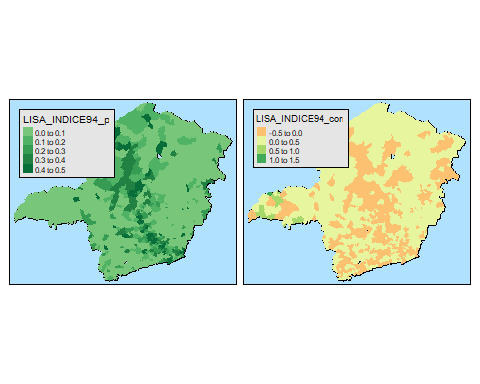 LISA_INDICE94_p
0.0 to 0.1
0.1 to 0.2
0.2 to 0.3
0.3 to 0.4
0.4 to 0.5
LISA_INDICE94_corr
-0.5 to 0.0
0.0 to 0.5
0.5 to 1.0
1.0 to 1.5